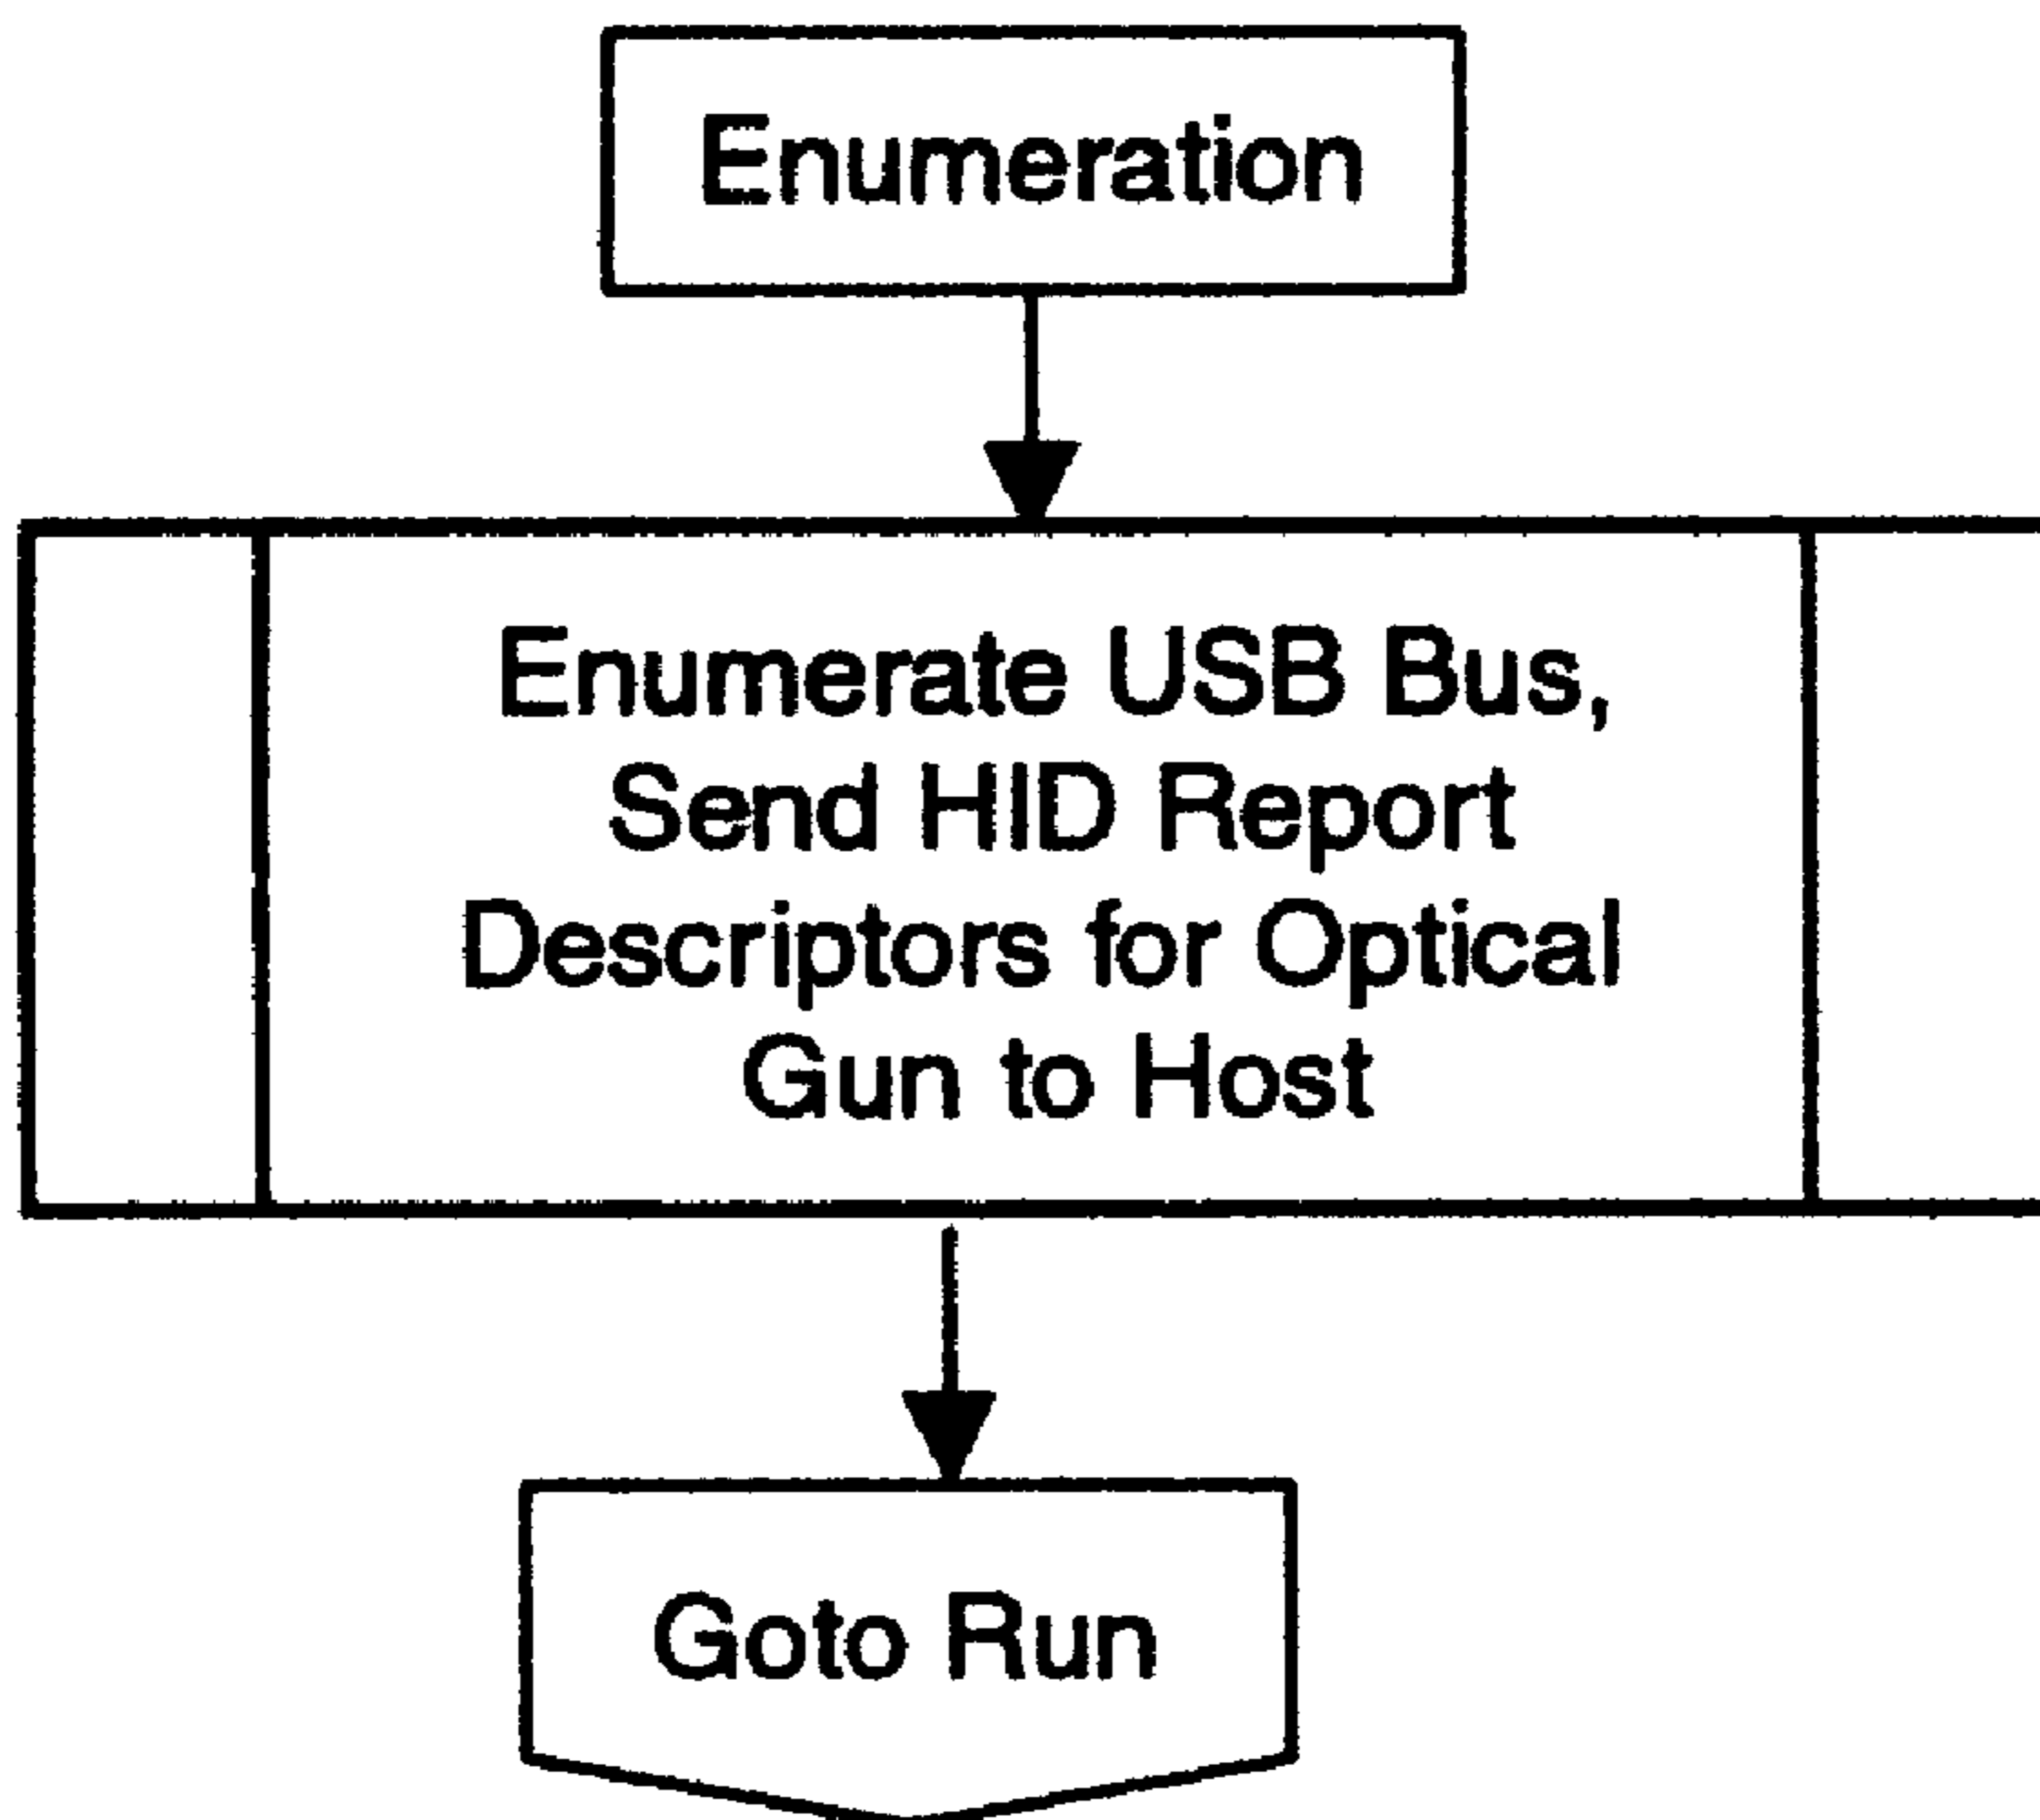 Enumeration
Enumerate USB Bus,
Send HID Report
Descriptors for Optical
Gun to Host
Goto Run